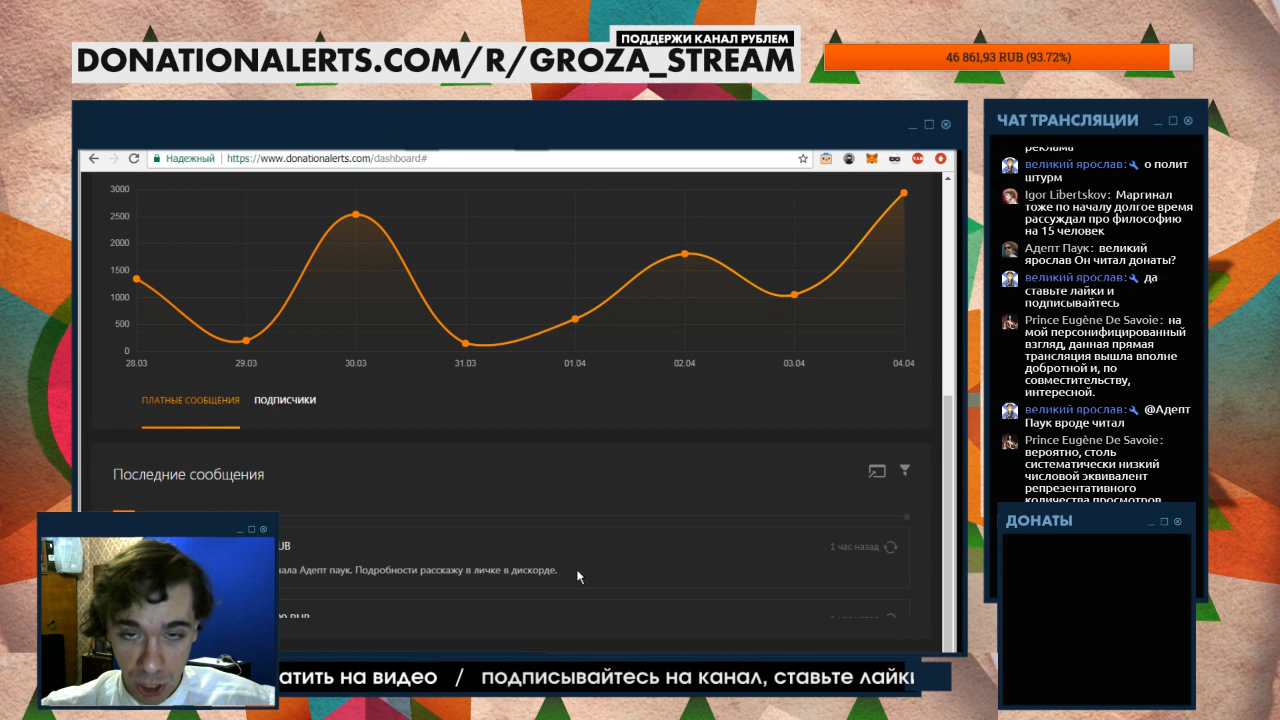 ПОДДЕРЖИ КАНАЛ РУБЛЕМ
DONATIONALERTS.COM/R/GROZA_STREAM
46 861,93 RUB (93.72%)
Надежный
https://www.donationalerts.com/dashboard#
3000
2500
2000
1500
1000
500
0
28.03 29.03 30.03 31.03 01.04 02.04 03.04 04.04
ПЛАТНЫЕ СООБЩЕНИЯ ПОДПИСЧИКИ
Последние сообщения
UB
1 час назад
нала Адепт паук. Подробности расскажу в личке в дискорде.
ЧАТ ТРАНСЛЯЦИИ
реклама
великий ярослав: о полит
штурм
Igor Libertskov: Маргинал
тоже по началу долгое время
рассуждал про философию
на 15 человек
Адепт Паук: великий
ярослав Он читал донаты?
великий ярослав: да
ставьте лайки и
подписывайтесь
Prince Eugène De Savoie: на
мой персонифицированный
взгляд, данная прямая
трансляция вышла вполне
добротной и, по
совместительству,
интересной.
великий ярослав: @Адепт
Паук вроде читал
Prince Eugène De Savoie:
вероятно, столь
систематически низкий
числовой эквивалент
репрезентативного
количества просмотров
ДОНАТЫ
атить на видео / подписывайтесь на канал, ставьте лайки